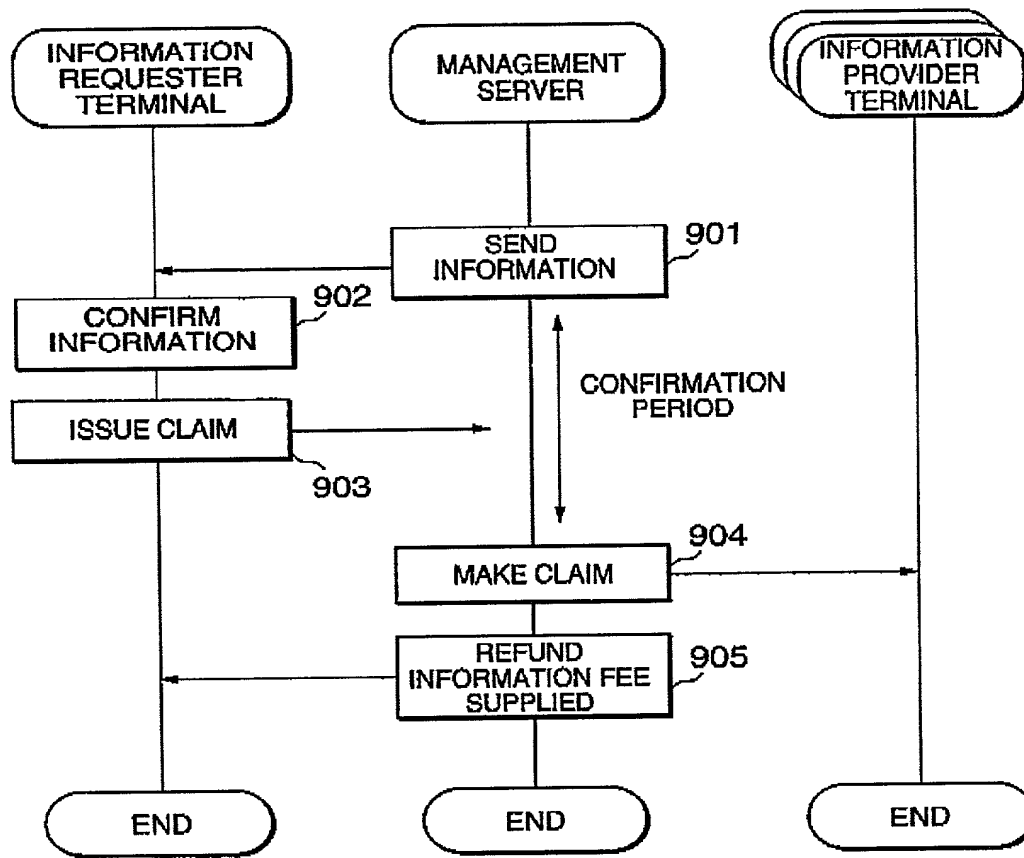 INFORMATION
REQUESTER
TERMINAL
MANAGEMENT
SERVER
INFORMATION
PROVIDER
TERMINAL
SEND
INFORMATION
901
CONFIRM
INFORMATION
902
CONFIRMATION
PERIOD
ISSUE CLAIM
903
MAKE CLAIM
904
REFUND
INFORMATION FEE
SUPPLIED
905
END
END
END